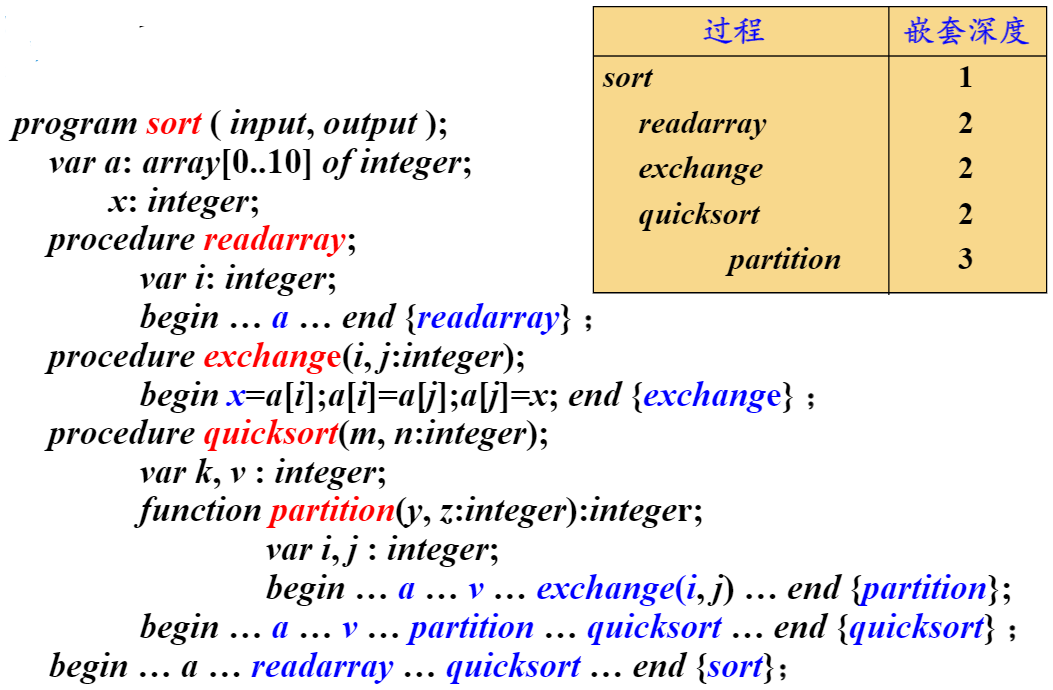 过程 嵌套深度
sort 1
readarray 2
exchange 2
quicksort 2
partition 3
program sort ( input, output );
var a: array[0..10] of integer;
x: integer;
procedure readarray;
var i: integer;
begin … a … end {readarray} ;
procedure exchange(i, j:integer);
begin x=a[i];a[i]=a[j];a[j]=x; end {exchange} ;
procedure quicksort(m, n:integer);
var k, v : integer;
function partition(y, z:integer):integer;
var i, j : integer;
begin … a … v … exchange(i, j) … end {partition};
begin … a … v … partition … quicksort … end {quicksort} ;
begin … a … readarray … quicksort … end {sort};